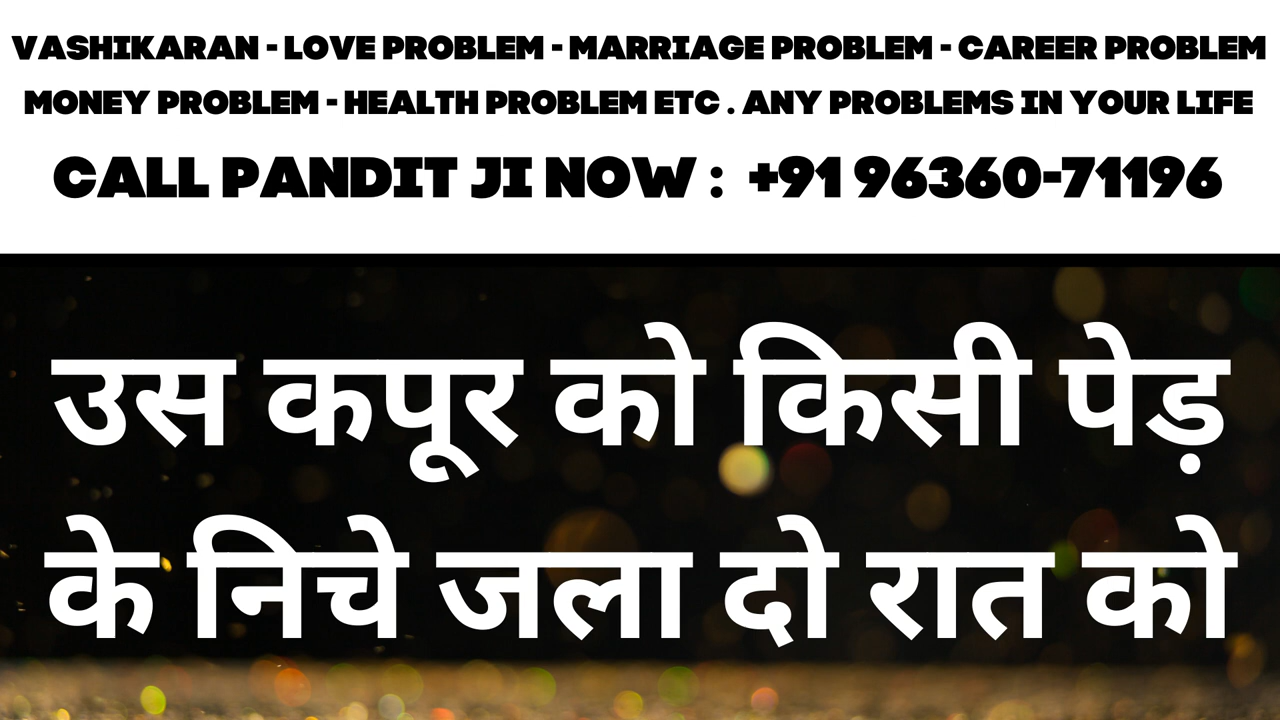 VASHIKARAN - LOVE PROBLEM - MARRIAGE PROBLEM - CAREER PROBLEM
MONEY PROBLEM - HEALTH PROBLEM ETC . ANY PROBLEMS IN YOUR LIFE
CALL PANDIT JI NOW : +91 96360-71196
उस कपूर को किसी पेड़
के निचे जला दो रात को